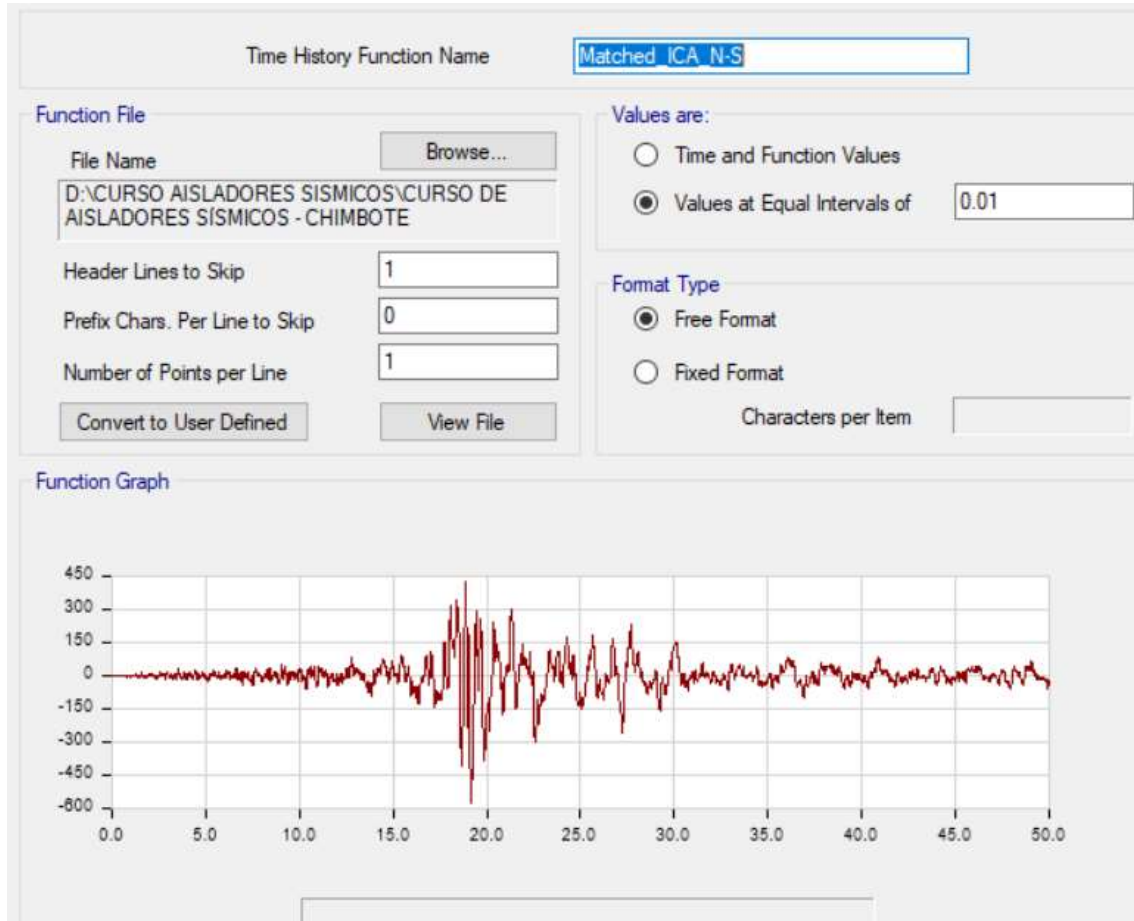 Time History Function Name
Matched_ICA_N-S
Function File
File Name
Browse...
D:\CURSO AISLADORES SISMICOS\CURSO DE
AISLADORES SÍSMICOS - CHIMBOTE
Header Lines to Skip
1
Prefix Chars. Per Line to Skip
0
Number of Points per Line
1
Convert to User Defined
View File
Values are:
Time and Function Values
Values at Equal Intervals of
0.01
Format Type
Free Format
Fixed Format
Characters per Item
Function Graph
450
300
150
0
-150
-300
-450
-600
0.0 5.0 10.0 15.0 20.0 25.0 30.0 35.0 40.0 45.0 50.0